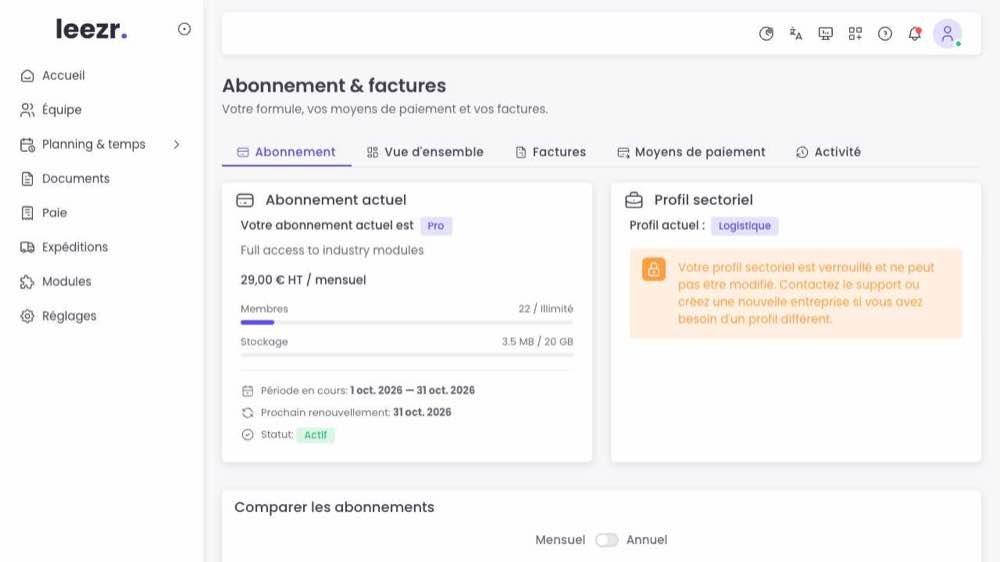 leezr.
Accueil
Équipe
Planning & temps
Documents
Paie
Expéditions
Modules
Réglages
Abonnement & factures
Votre formule, vos moyens de paiement et vos factures.
Abonnement
Vue d'ensemble
Factures
Moyens de paiement
Activité
Abonnement actuel
Votre abonnement actuel est Pro
Full access to industry modules
29,00 € HT / mensuel
Membres 22 / Illimité
Stockage 3.5 MB / 20 GB
Période en cours: 1 oct. 2026 — 31 oct. 2026
Prochain renouvellement: 31 oct. 2026
Statut: Actif
Profil sectoriel
Profil actuel : Logistique
Votre profil sectoriel est verrouillé et ne peut
pas être modifié. Contactez le support ou
créez une nouvelle entreprise si vous avez
besoin d'un profil différent.
Comparer les abonnements
Mensuel Annuel